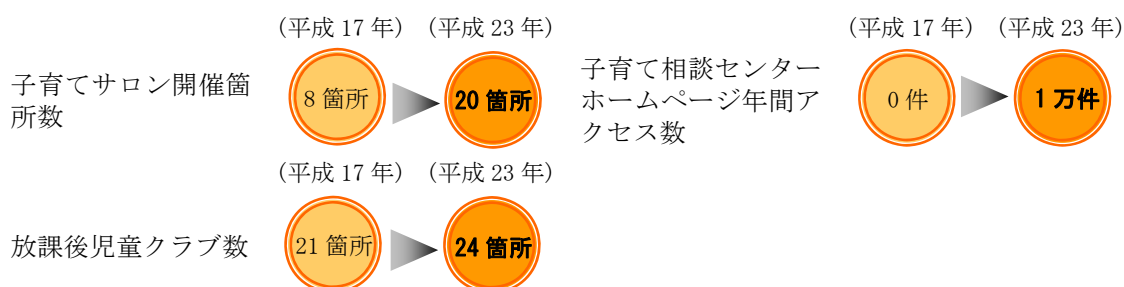 (平成 17 年) (平成 23 年)
子育てサロン開催箇
所数
8 箇所
20 箇所
(平成 17 年) (平成 23 年)
子育て相談センター
ホームページ年間ア
クセス数
0 件
1 万件
(平成 17 年) (平成 23 年)
放課後児童クラブ数
21 箇所
24 箇所